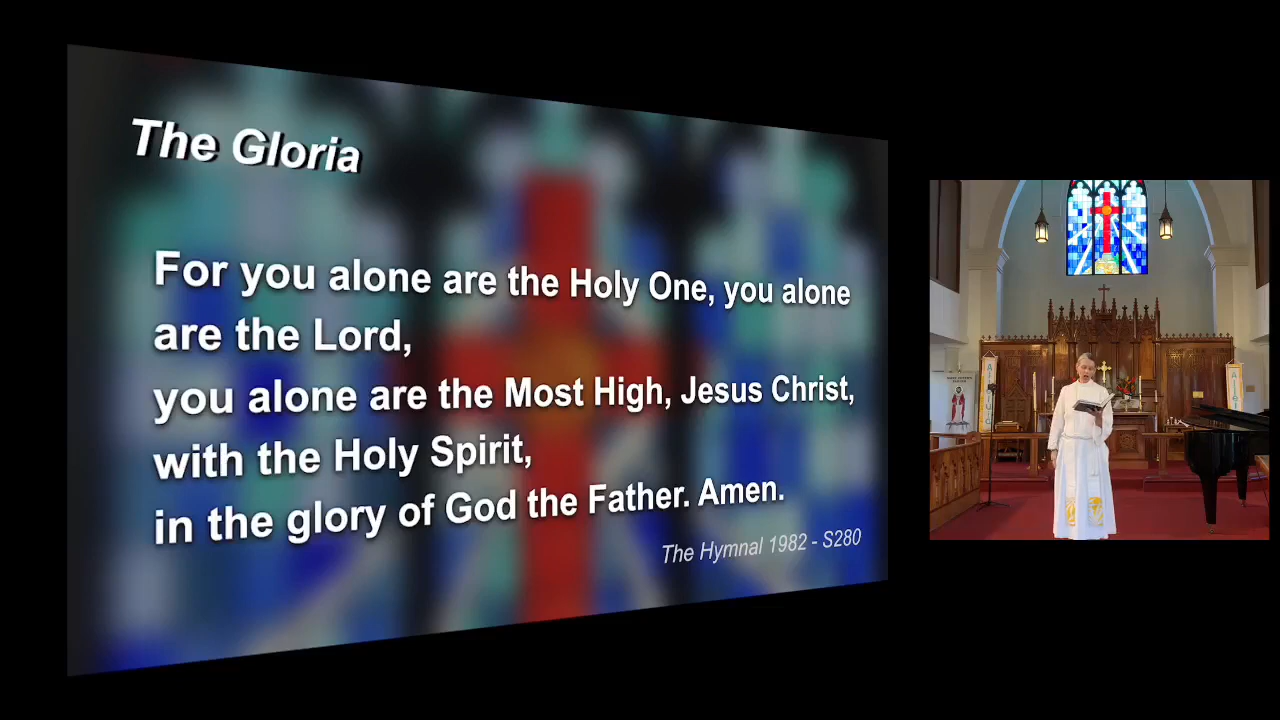 The Gloria
For you alone are the Holy One, you alone
are the Lord,
you alone are the Most High, Jesus Christ,
with the Holy Spirit,
in the glory of God the Father. Amen.
The Hymnal 1982 - S280